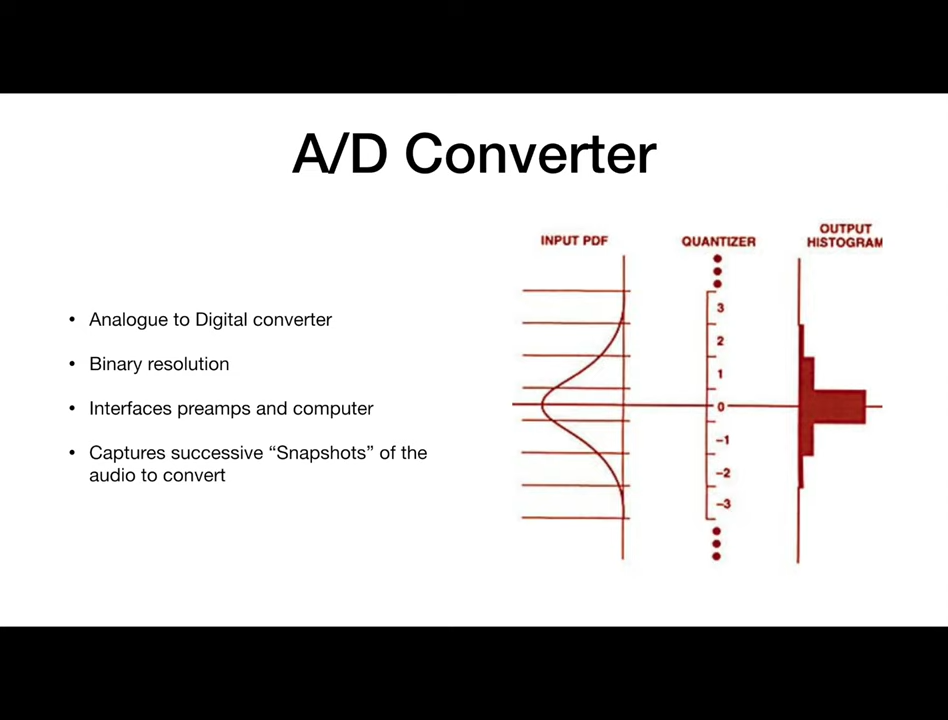 A/D Converter
• Analogue to Digital converter
• Binary resolution
• Interfaces preamps and computer
• Captures successive “Snapshots” of the
audio to convert
INPUT PDF
QUANTIZER
3
2
1
0
-1
-2
-3
OUTPUT
HISTOGRAM